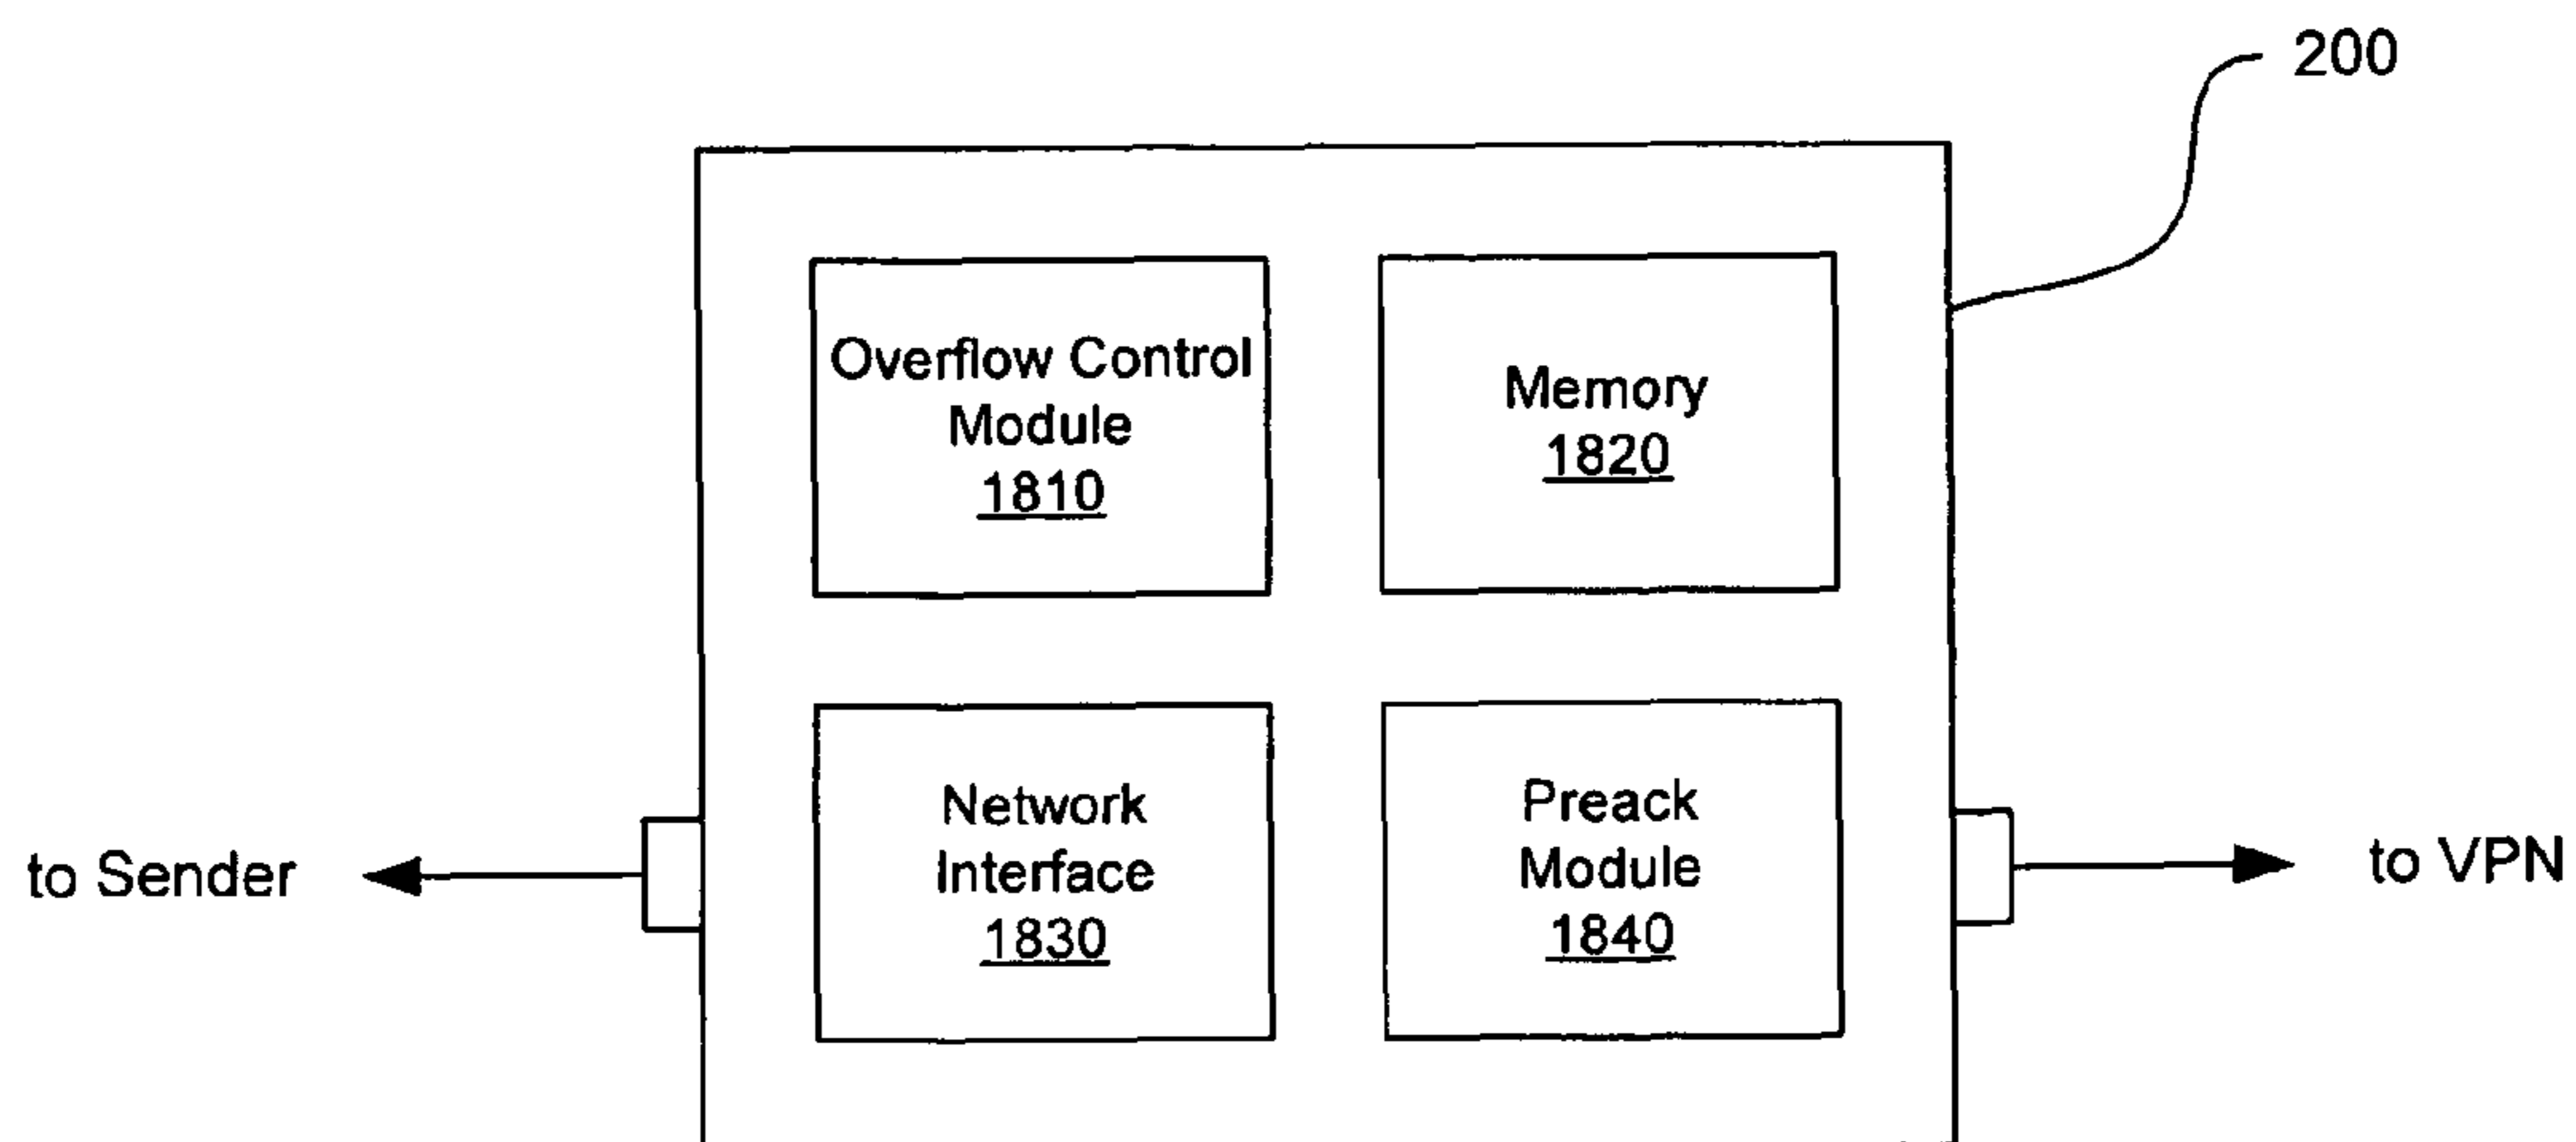 200
Overflow Control
Module
1810
Memory
1820
Network
Interface
1830
Preack
Module
1840
to Sender
to VPN